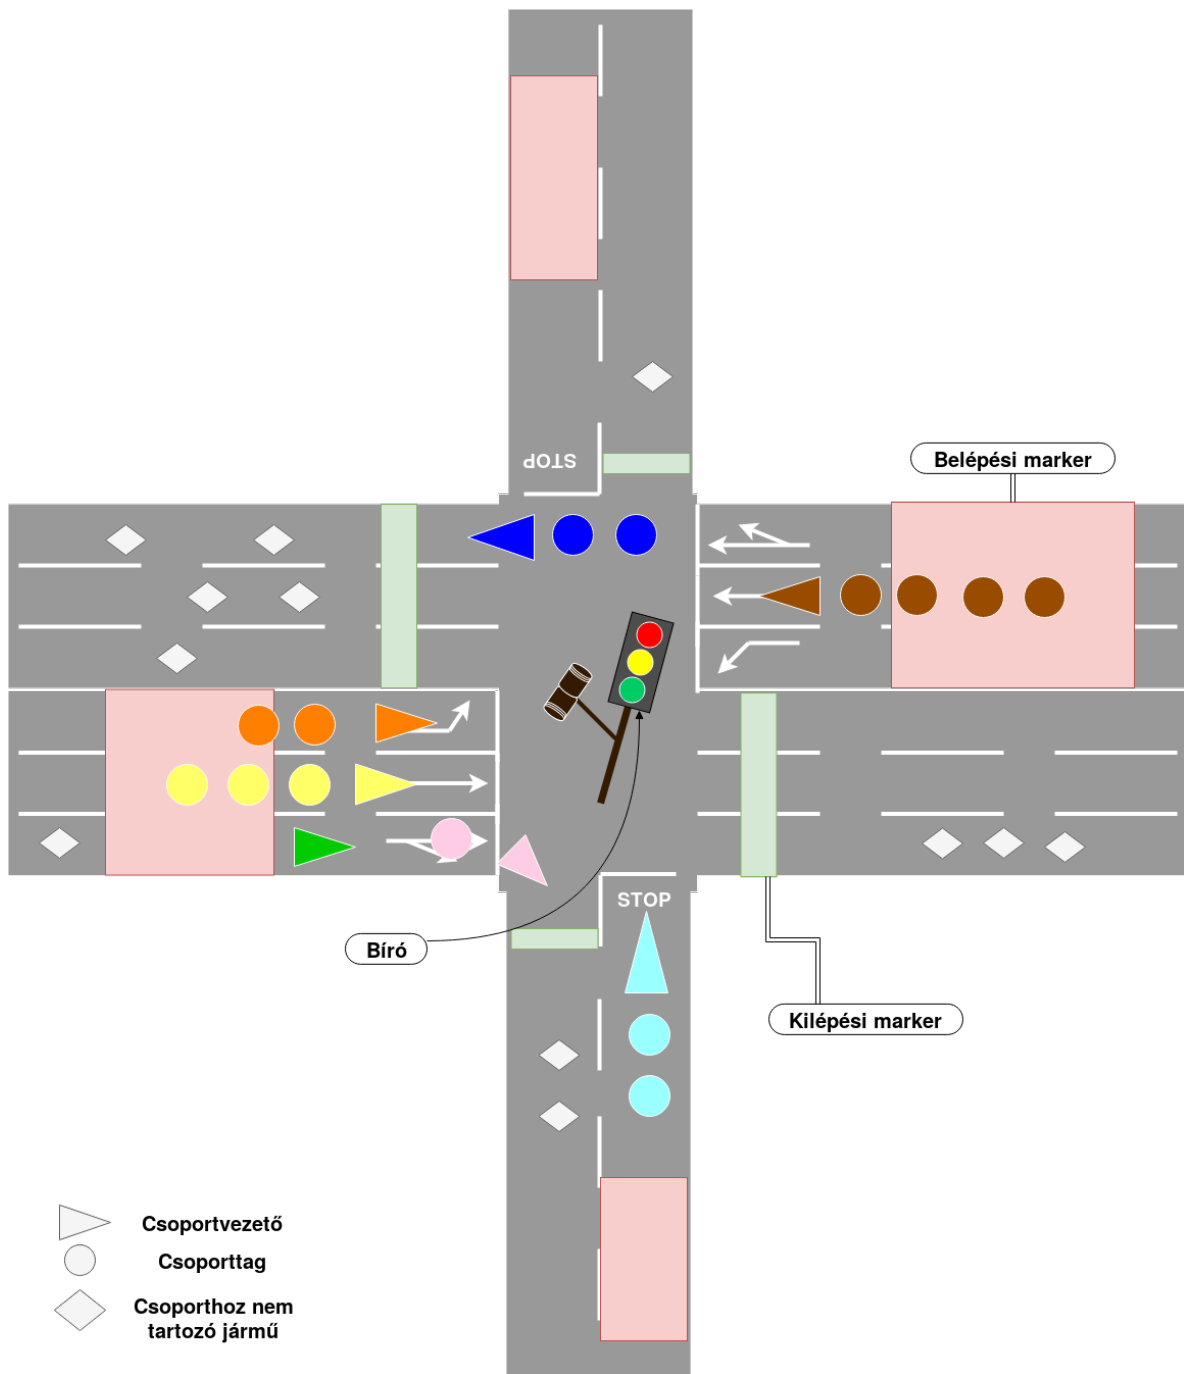 STOP
Belépési marker
STOP
Bíró
Kilépési marker
Csoportvezető
Csoporttag
Csoporthoz nem
tartozó jármű